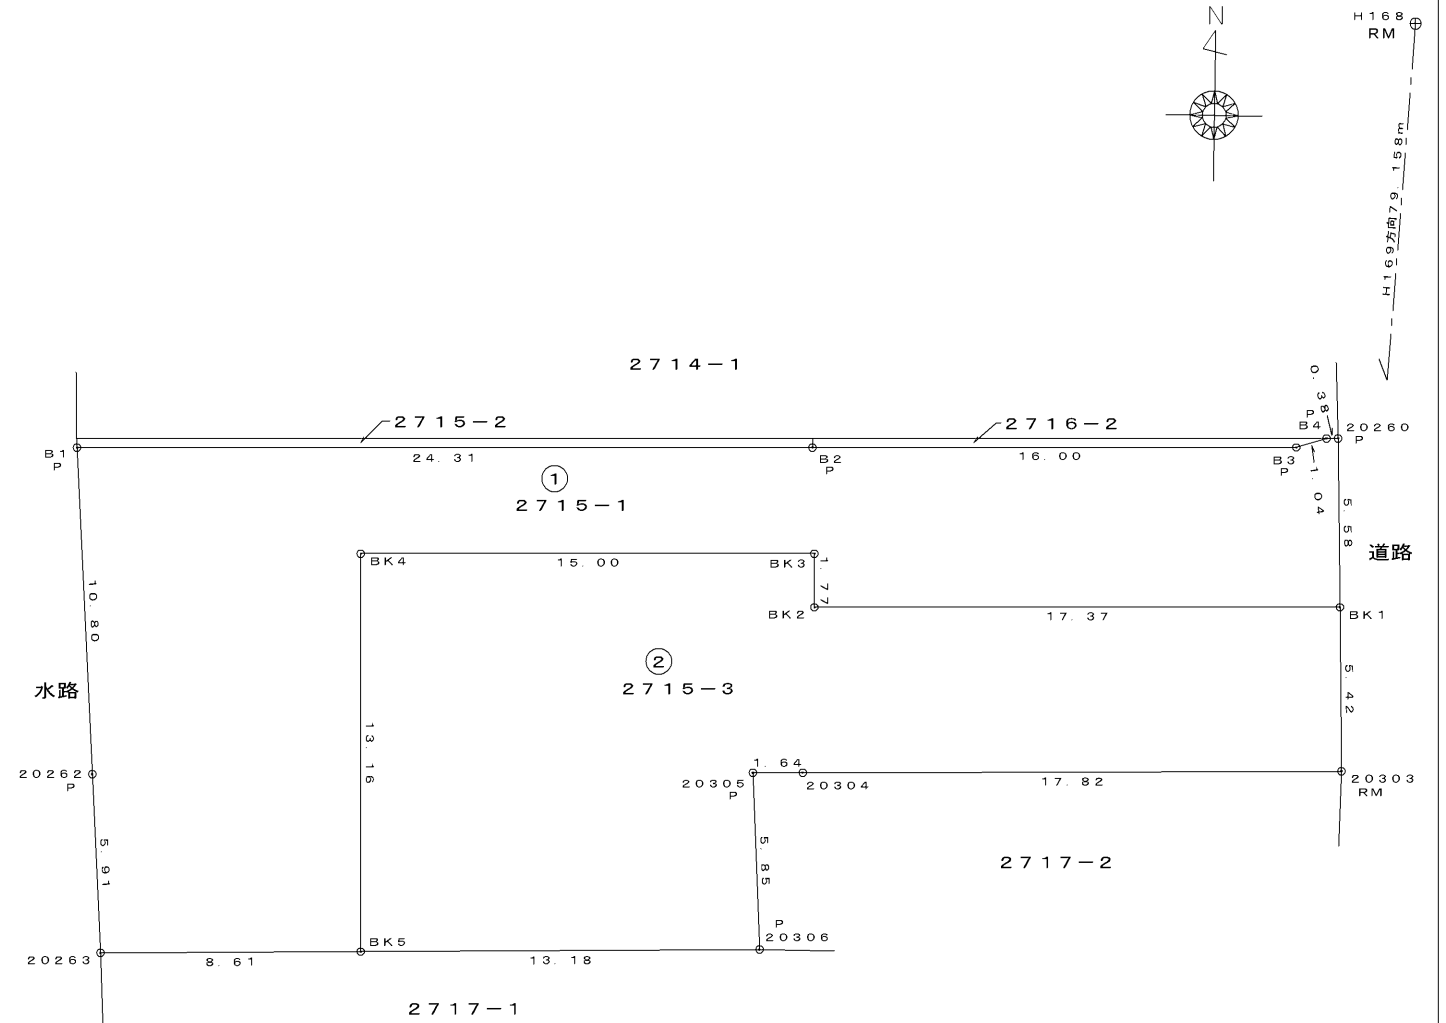 N
H168
RM
H169方向79.158m
2714-1
2715-2
2716-2
0.38
P
B4
20260
P
B1
P
24.31
B2
P
16.00
B3
P
1.04
①
2715-1
5.58
道路
BK4
15.00
BK3
1.77
BK2
17.37
BK1
10.80
②
2715-3
5.42
水路
13.16
20262
P
1.64
20305
P
20304
17.82
20303
RM
5.91
5.85
2717-2
P
20306
BK5
20263
8.61
13.18
2717-1